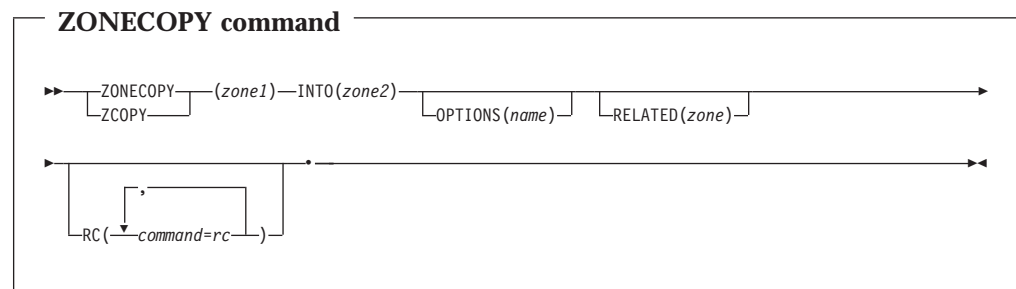 ZONECOPY command
ZONECOPY (zone1) INTO(zone2)
ZCOPY OPTIONS(name) RELATED(zone)
.
,
RC( command=rc )